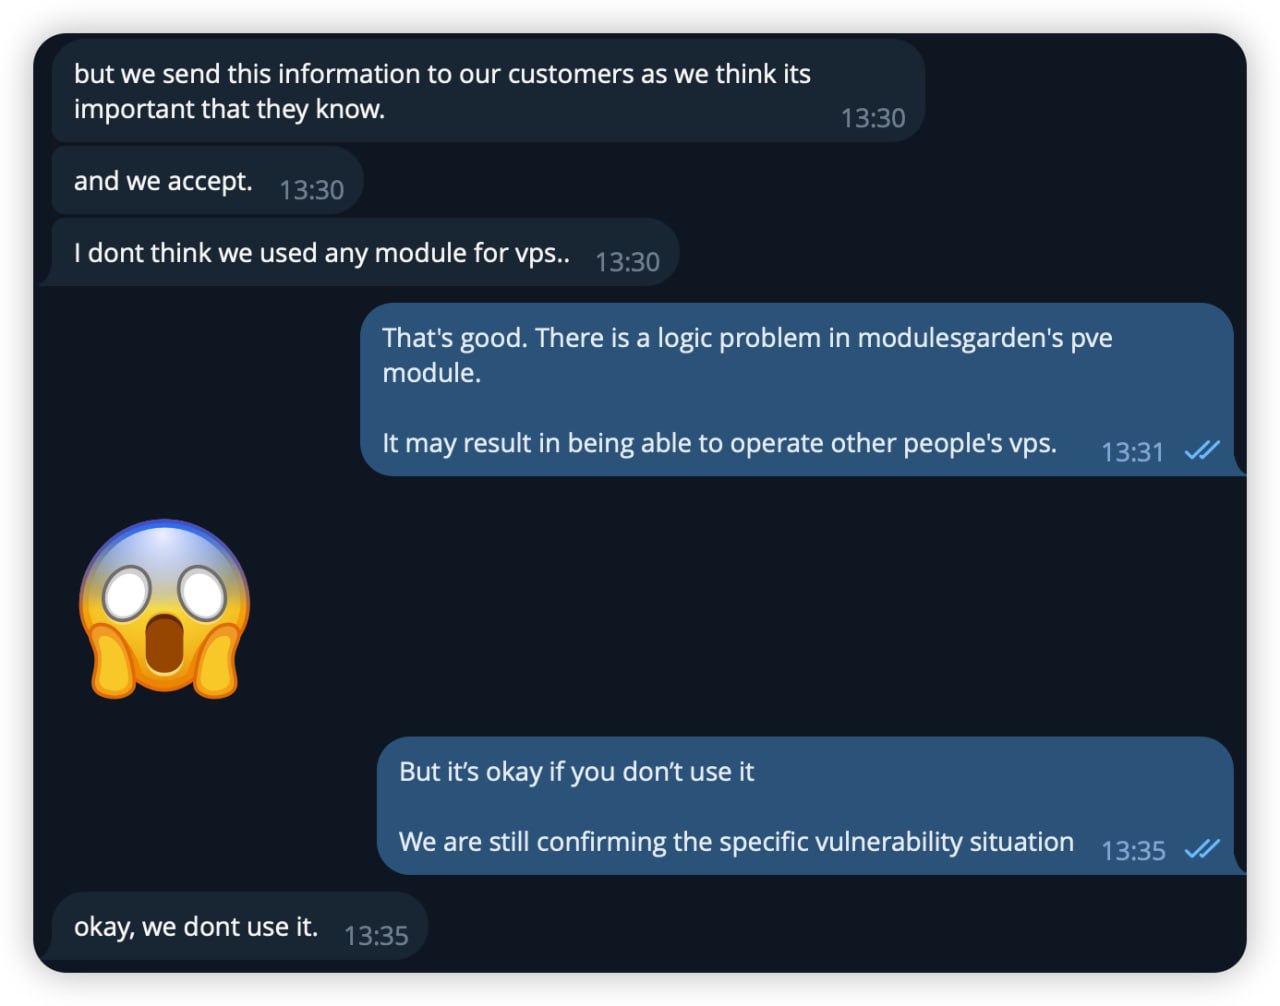 but we send this information to our customers as we think its
important that they know.
13:30
and we accept.
13:30
I dont think we used any module for vps..
13:30
That's good. There is a logic problem in modulesgarden's pve
module.
It may result in being able to operate other people's vps.
13:31
But it’s okay if you don’t use it
We are still confirming the specific vulnerability situation
13:35
okay, we dont use it.
13:35